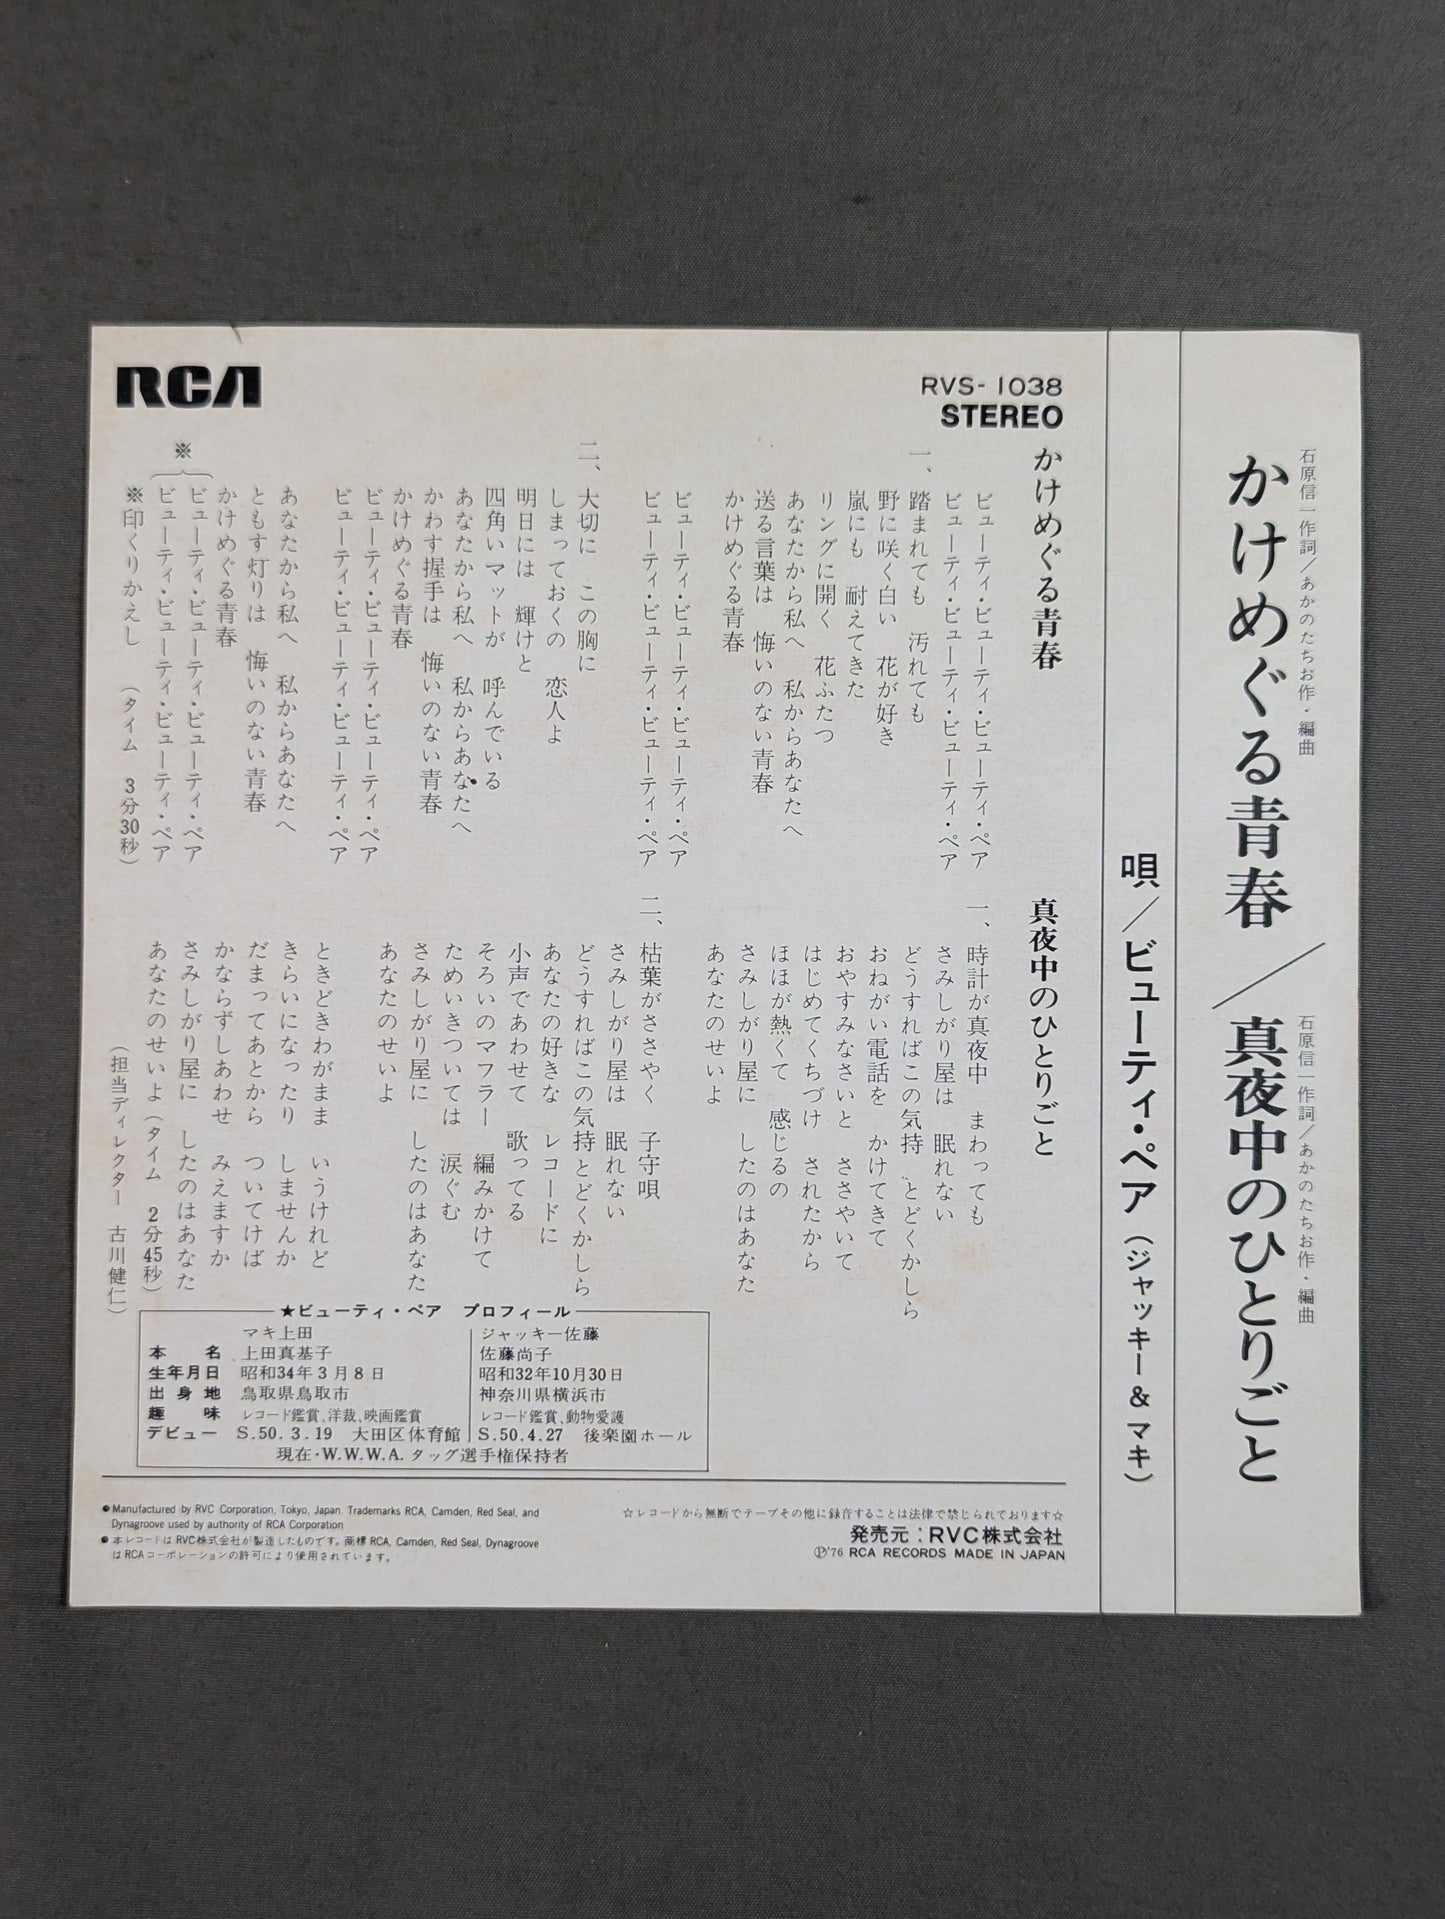 石原信一作詞／あかのたちお作・編曲
かけめぐる青春／真夜中のひとりごと
石原信一作詞／あかのたちお作・編曲
唄／ビューティ・ペア（ジャッキー＆マキ）
RCA
RVS-1038
STEREO
かけめぐる青春
ビューティ・ビューティ・ビューティ・ペア
ビューティ・ビューティ・ビューティ・ペア
一、踏まれても　汚れても
野に咲く白い　花が好き
嵐にも　耐えてきた
リングに開く　花ふたつ
あなたから私へ　私からあなたへ
送る言葉は　悔いのない青春
かけめぐる青春
ビューティ・ビューティ・ビューティ・ペア
ビューティ・ビューティ・ビューティ・ペア
二、大切に　この胸に
しまっておくの　恋人よ
明日には　輝けと
四角いマットが　呼んでいる
あなたから私へ　私からあなたへ
かわす握手は　悔いのない青春
かけめぐる青春
ビューティ・ビューティ・ビューティ・ペア
ビューティ・ビューティ・ビューティ・ペア
あなたから私へ　私からあなたへ
ともす灯りは　悔いのない青春
かけめぐる青春
※
ビューティ・ビューティ・ビューティ・ペア
ビューティ・ビューティ・ビューティ・ペア
※印くりかえし　（タイム　3分30秒）
真夜中のひとりごと
一、時計が真夜中　まわっても
さみしがり屋は　眠れない
どうすればこの気持　とどくかしら
おねがい電話を　かけてきて
おやすみなさいと　ささやいて
はじめてくちづけ　されたから
ほほが熱くて　感じるの
さみしがり屋に　したのはあなた
あなたのせいよ
二、枯葉がささやく　子守唄
さみしがり屋は　眠れない
どうすればこの気持とどくかしら
あなたの好きな　レコードに
小声であわせて　歌ってる
そろいのマフラー　編みかけて
ためいきついては　涙ぐむ
さみしがり屋に　したのはあなた
あなたのせいよ
ときどきわがまま　いうけれど
きらいになったり　しませんか
だまってあとから　ついてけば
かならずしあわせ　みえますか
さみしがり屋に　したのはあなた
あなたのせいよ（タイム　2分45秒）
（担当ディレクター　古川健仁）
★ビューティ・ペア　プロフィール
マキ上田　ジャッキー佐藤
本名　上田真基子　佐藤尚子
生年月日　昭和34年3月8日　昭和32年10月30日
出身地　鳥取県鳥取市　神奈川県横浜市
趣味　レコード鑑賞、洋裁、映画鑑賞　レコード鑑賞、動物愛護
デビュー　S.50.3.19　大田区体育館　S.50.4.27　後楽園ホール
現在・W.W.W.A.タッグ選手権保持者
●Manufactured by RVC Corporation, Tokyo, Japan. Trademarks RCA, Camden, Red Seal, and
Dynagroove used by authority of RCA Corporation.
●本レコードはRVC株式会社が製造したものです。商標RCA, Camden, Red Seal, Dynagroove
はRCAコーポレーションの許可により使用されています。
☆レコードから無断でテープその他に録音することは法律で禁じられております☆
発売元：RVC株式会社
Ⓟ'76 RCA RECORDS MADE IN JAPAN